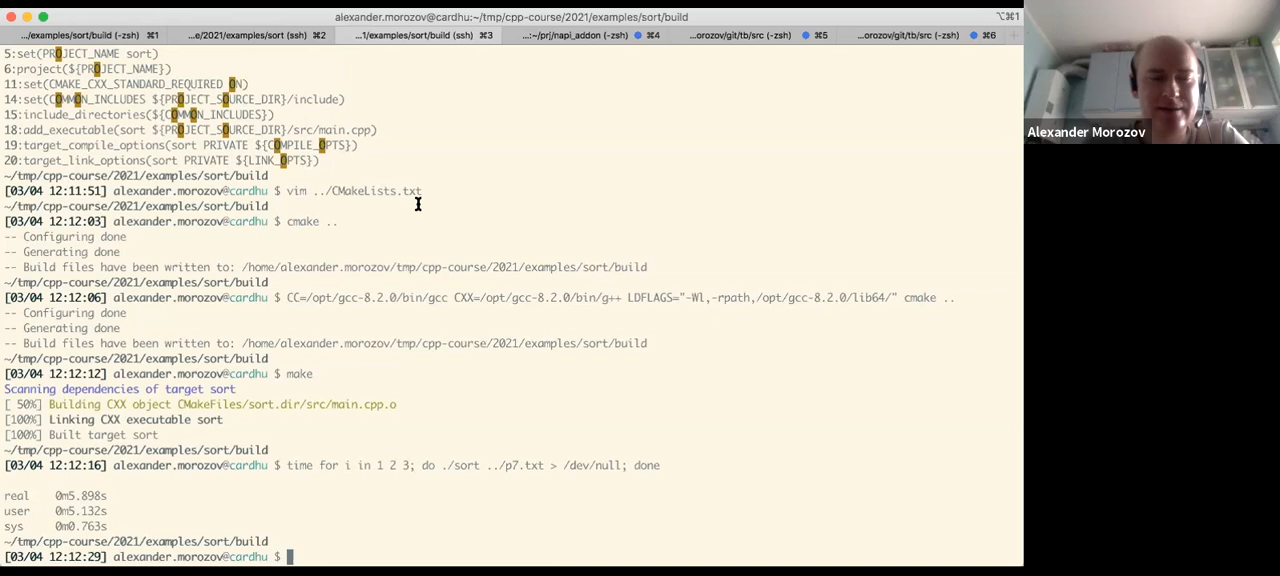 alexander.morozov@cardhu:~/tmp/cpp-course/2021/examples/sort/build
⌥⌘1
.../examples/sort/build (-zsh) ⌘1
...e/2021/examples/sort (ssh) ⌘2
...1/examples/sort/build (ssh) ⌘3
...:~/prj/napi_addon (-zsh) ⌘4
...orozov/git/tb/src (-zsh) ⌘5
...orozov/git/tb/src (-zsh) ⌘6
5:set(PROJECT_NAME sort)
6:project(${PROJECT_NAME})
11:set(CMAKE_CXX_STANDARD_REQUIRED ON)
14:set(COMMON_INCLUDES ${PROJECT_SOURCE_DIR}/include)
15:include_directories(${COMMON_INCLUDES})
18:add_executable(sort ${PROJECT_SOURCE_DIR}/src/main.cpp)
19:target_compile_options(sort PRIVATE ${COMPILE_OPTS})
20:target_link_options(sort PRIVATE ${LINK_OPTS})
~/tmp/cpp-course/2021/examples/sort/build
[03/04 12:11:51] alexander.morozov@cardhu $ vim ../CMakeLists.txt
~/tmp/cpp-course/2021/examples/sort/build
[03/04 12:12:03] alexander.morozov@cardhu $ cmake ..
-- Configuring done
-- Generating done
-- Build files have been written to: /home/alexander.morozov/tmp/cpp-course/2021/examples/sort/build
~/tmp/cpp-course/2021/examples/sort/build
[03/04 12:12:06] alexander.morozov@cardhu $ CC=/opt/gcc-8.2.0/bin/gcc CXX=/opt/gcc-8.2.0/bin/g++ LDFLAGS="-Wl,-rpath,/opt/gcc-8.2.0/lib64/" cmake ..
-- Configuring done
-- Generating done
-- Build files have been written to: /home/alexander.morozov/tmp/cpp-course/2021/examples/sort/build
~/tmp/cpp-course/2021/examples/sort/build
[03/04 12:12:12] alexander.morozov@cardhu $ make
Scanning dependencies of target sort
[ 50%] Building CXX object CMakeFiles/sort.dir/src/main.cpp.o
[100%] Linking CXX executable sort
[100%] Built target sort
~/tmp/cpp-course/2021/examples/sort/build
[03/04 12:12:16] alexander.morozov@cardhu $ time for i in 1 2 3; do ./sort ../p7.txt > /dev/null; done
real 0m5.898s
user 0m5.132s
sys 0m0.763s
~/tmp/cpp-course/2021/examples/sort/build
[03/04 12:12:29] alexander.morozov@cardhu $
Alexander Morozov